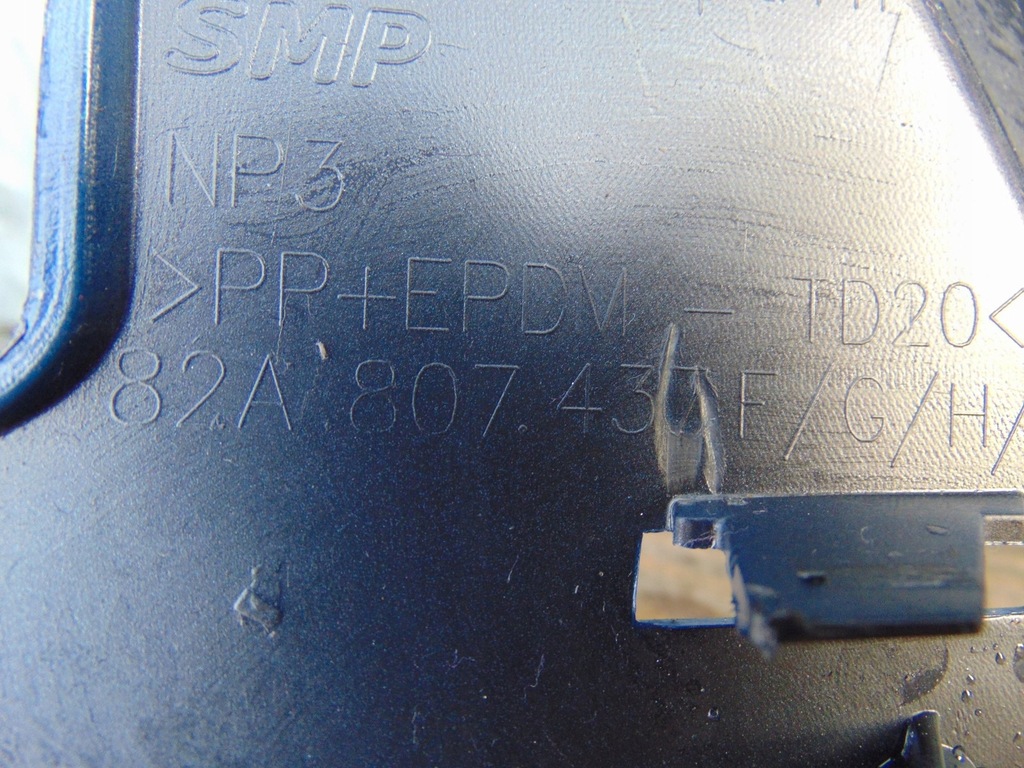 SMP
NP3
>PP+EPDM - TD20<
82A.807.437 F/G/H/